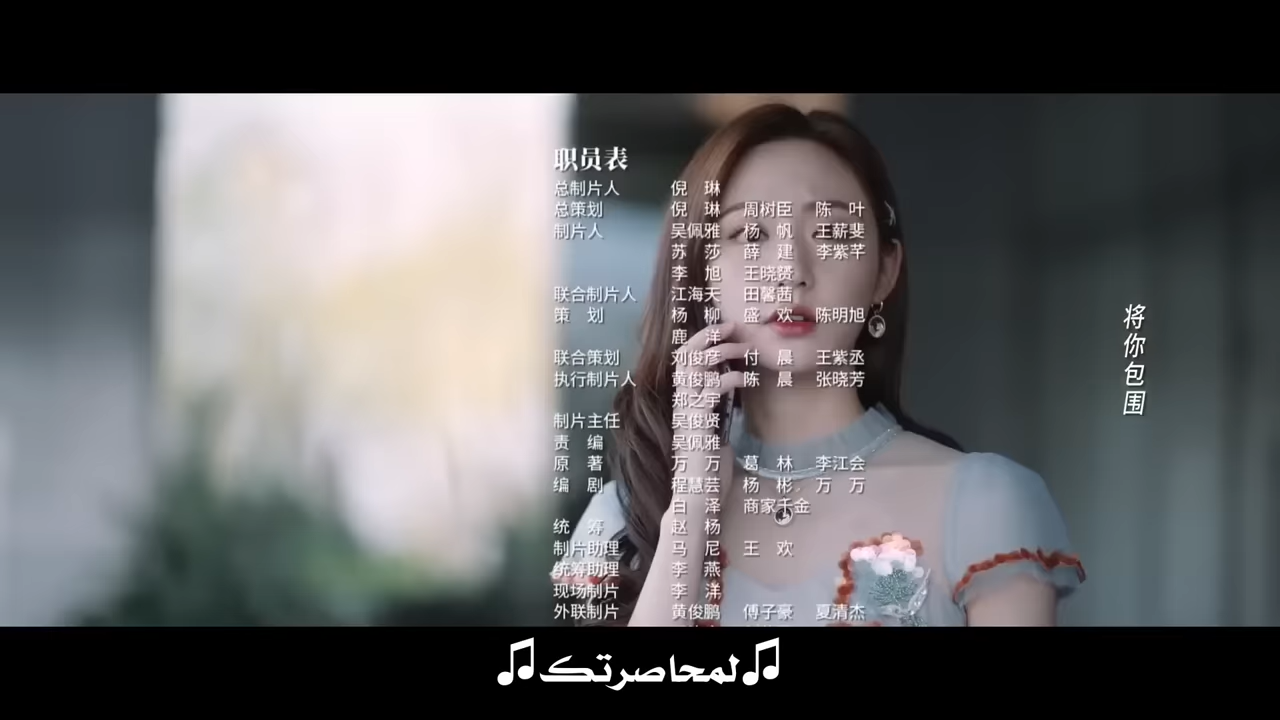 职员表
总制片人 倪 琳
总策划 倪 琳 周树臣 陈 叶
制片人 吴佩雅 杨 帆 王薪斐
苏 莎 薛 建 李紫芊
李 旭 王晓赟
联合制片人 江海天 田馨茜
策 划 杨 柳 盛 欢 陈明旭
鹿 洋
联合策划 刘俊彦 付 晨 王紫丞
执行制片人 黄俊鹏 陈 晨 张晓芳
郑之宇
制片主任 吴俊贤
责 编 吴佩雅
原 著 万 万 葛 林 李江会
编 剧 程慧芸 杨 彬 万 万
白 泽 商家千金
统 筹 赵 杨
制片助理 马 尼 王 欢
统筹助理 李 燕
现场制片 李 洋
外联制片 黄俊鹏 傅子豪 夏清杰
将你包围
♫لمحاصرتك♫